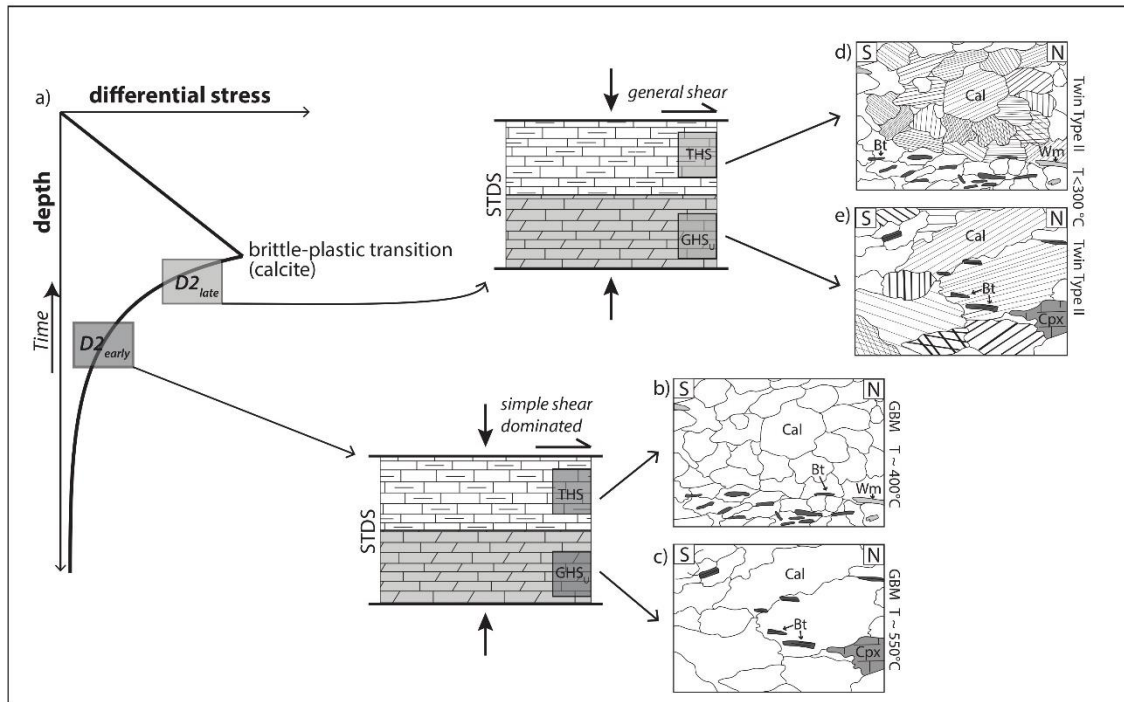 a)
differential stress
depth
Time
brittle-plastic transition
(calcite)
D2late
D2early
general shear
STDS
THS
GHSU
simple shear
dominated
STDS
THS
GHSU
d)
S
N
Cal
Bt
Wm
Twin Type II T<300 °C
e)
S
N
Cal
Bt
Cpx
Twin Type II
b)
S
N
Cal
Bt
Wm
GBM T ~ 400°C
c)
S
N
Cal
Bt
Cpx
GBM T ~ 550°C